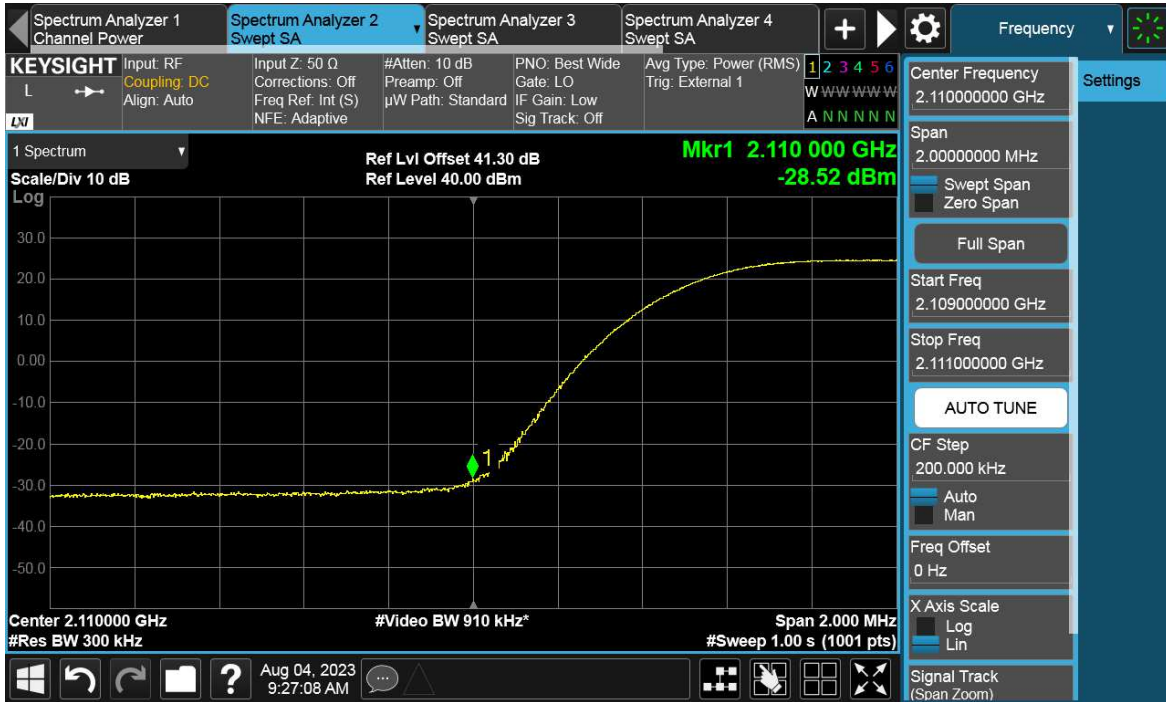 Spectrum Analyzer 1
Channel Power
Spectrum Analyzer 2
Swept SA
Spectrum Analyzer 3
Swept SA
Spectrum Analyzer 4
Swept SA
Frequency
KEYSIGHT
L
LXI
Input: RF
Coupling: DC
Align: Auto
Input Z: 50 Ω
Corrections: Off
Freq Ref: Int (S)
NFE: Adaptive
#Atten: 10 dB
Preamp: Off
µW Path: Standard
PNO: Best Wide
Gate: LO
IF Gain: Low
Sig Track: Off
Avg Type: Power (RMS)
Trig: External 1
1 2 3 4 5 6
W W W W W W
A N N N N N
1 Spectrum
Scale/Div 10 dB
Log
Ref Lvl Offset 41.30 dB
Ref Level 40.00 dBm
Mkr1 2.110 000 GHz
-28.52 dBm
30.0
20.0
10.0
0.00
-10.0
-20.0
-30.0
-40.0
-50.0
1
Center 2.110000 GHz
#Res BW 300 kHz
#Video BW 910 kHz*
Span 2.000 MHz
#Sweep 1.00 s (1001 pts)
Aug 04, 2023
9:27:08 AM
?
Center Frequency
2.110000000 GHz
Span
2.00000000 MHz
Swept Span
Zero Span
Full Span
Start Freq
2.109000000 GHz
Stop Freq
2.111000000 GHz
AUTO TUNE
CF Step
200.000 kHz
Auto
Man
Freq Offset
0 Hz
X Axis Scale
Log
Lin
Signal Track
(Span Zoom)
Settings